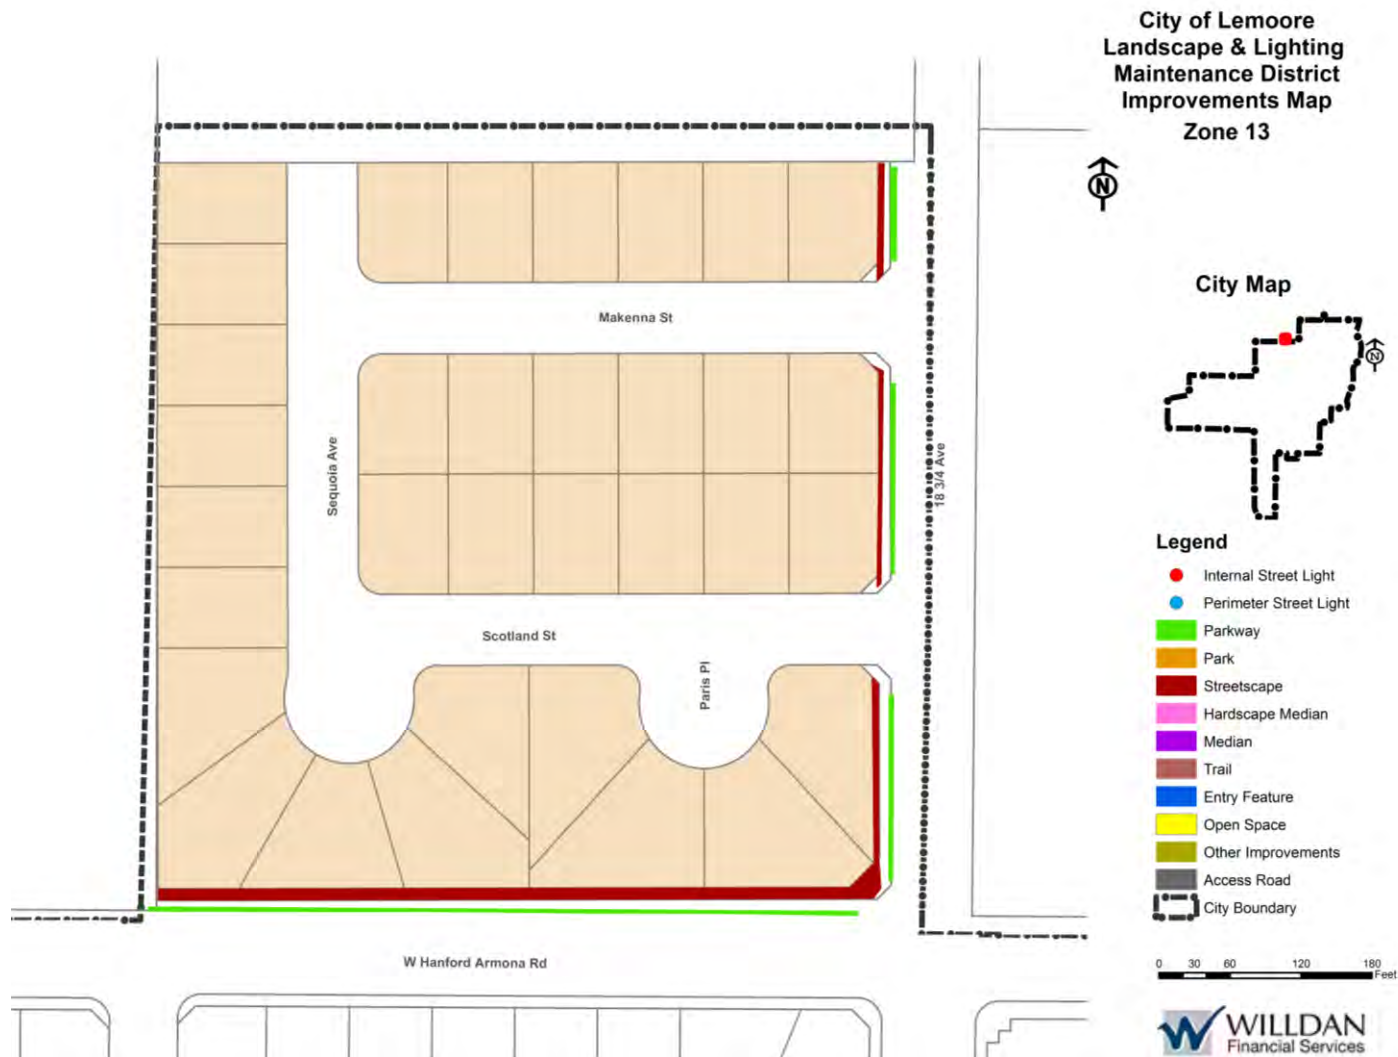 City of Lemoore
Landscape & Lighting
Maintenance District
Improvements Map
Zone 13
N
City Map
N
Makenna St
Sequoia Ave
18 3/4 Ave
Scotland St
Paris Pl
W Hanford Armona Rd
Legend
Internal Street Light
Perimeter Street Light
Parkway
Park
Streetscape
Hardscape Median
Median
Trail
Entry Feature
Open Space
Other Improvements
Access Road
City Boundary
0 30 60 120 180
Feet
WILLDAN
Financial Services